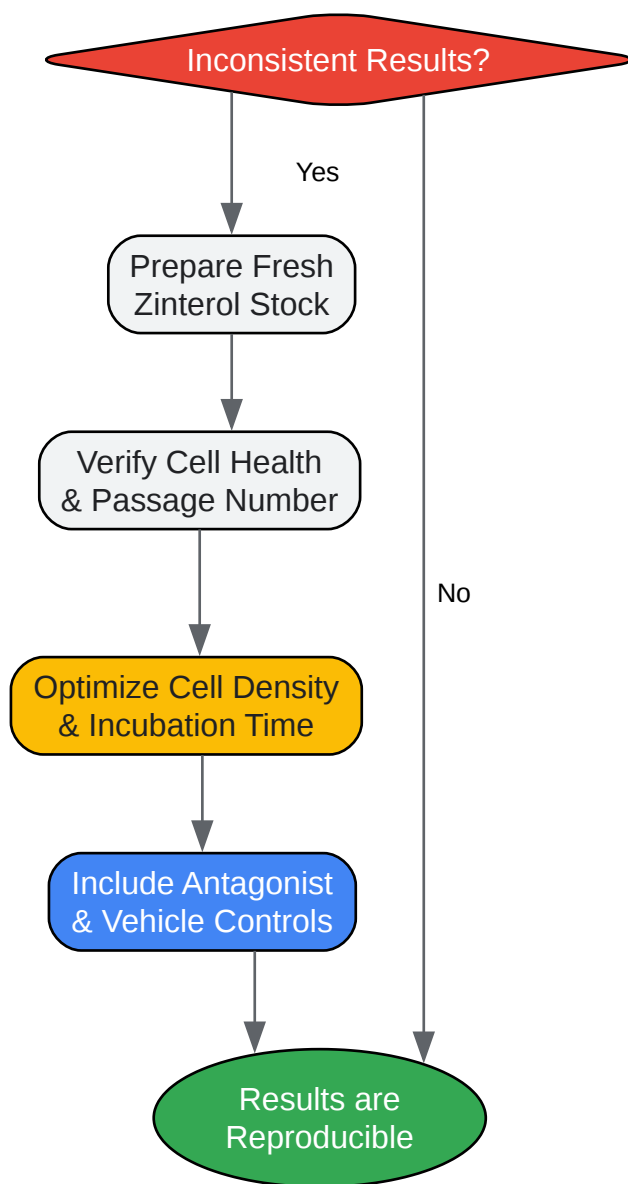 Inconsistent Results?
Yes
Prepare Fresh
Zinterol Stock
Verify Cell Health
& Passage Number
No
Optimize Cell Density
& Incubation Time
Include Antagonist
& Vehicle Controls
Results are
Reproducible